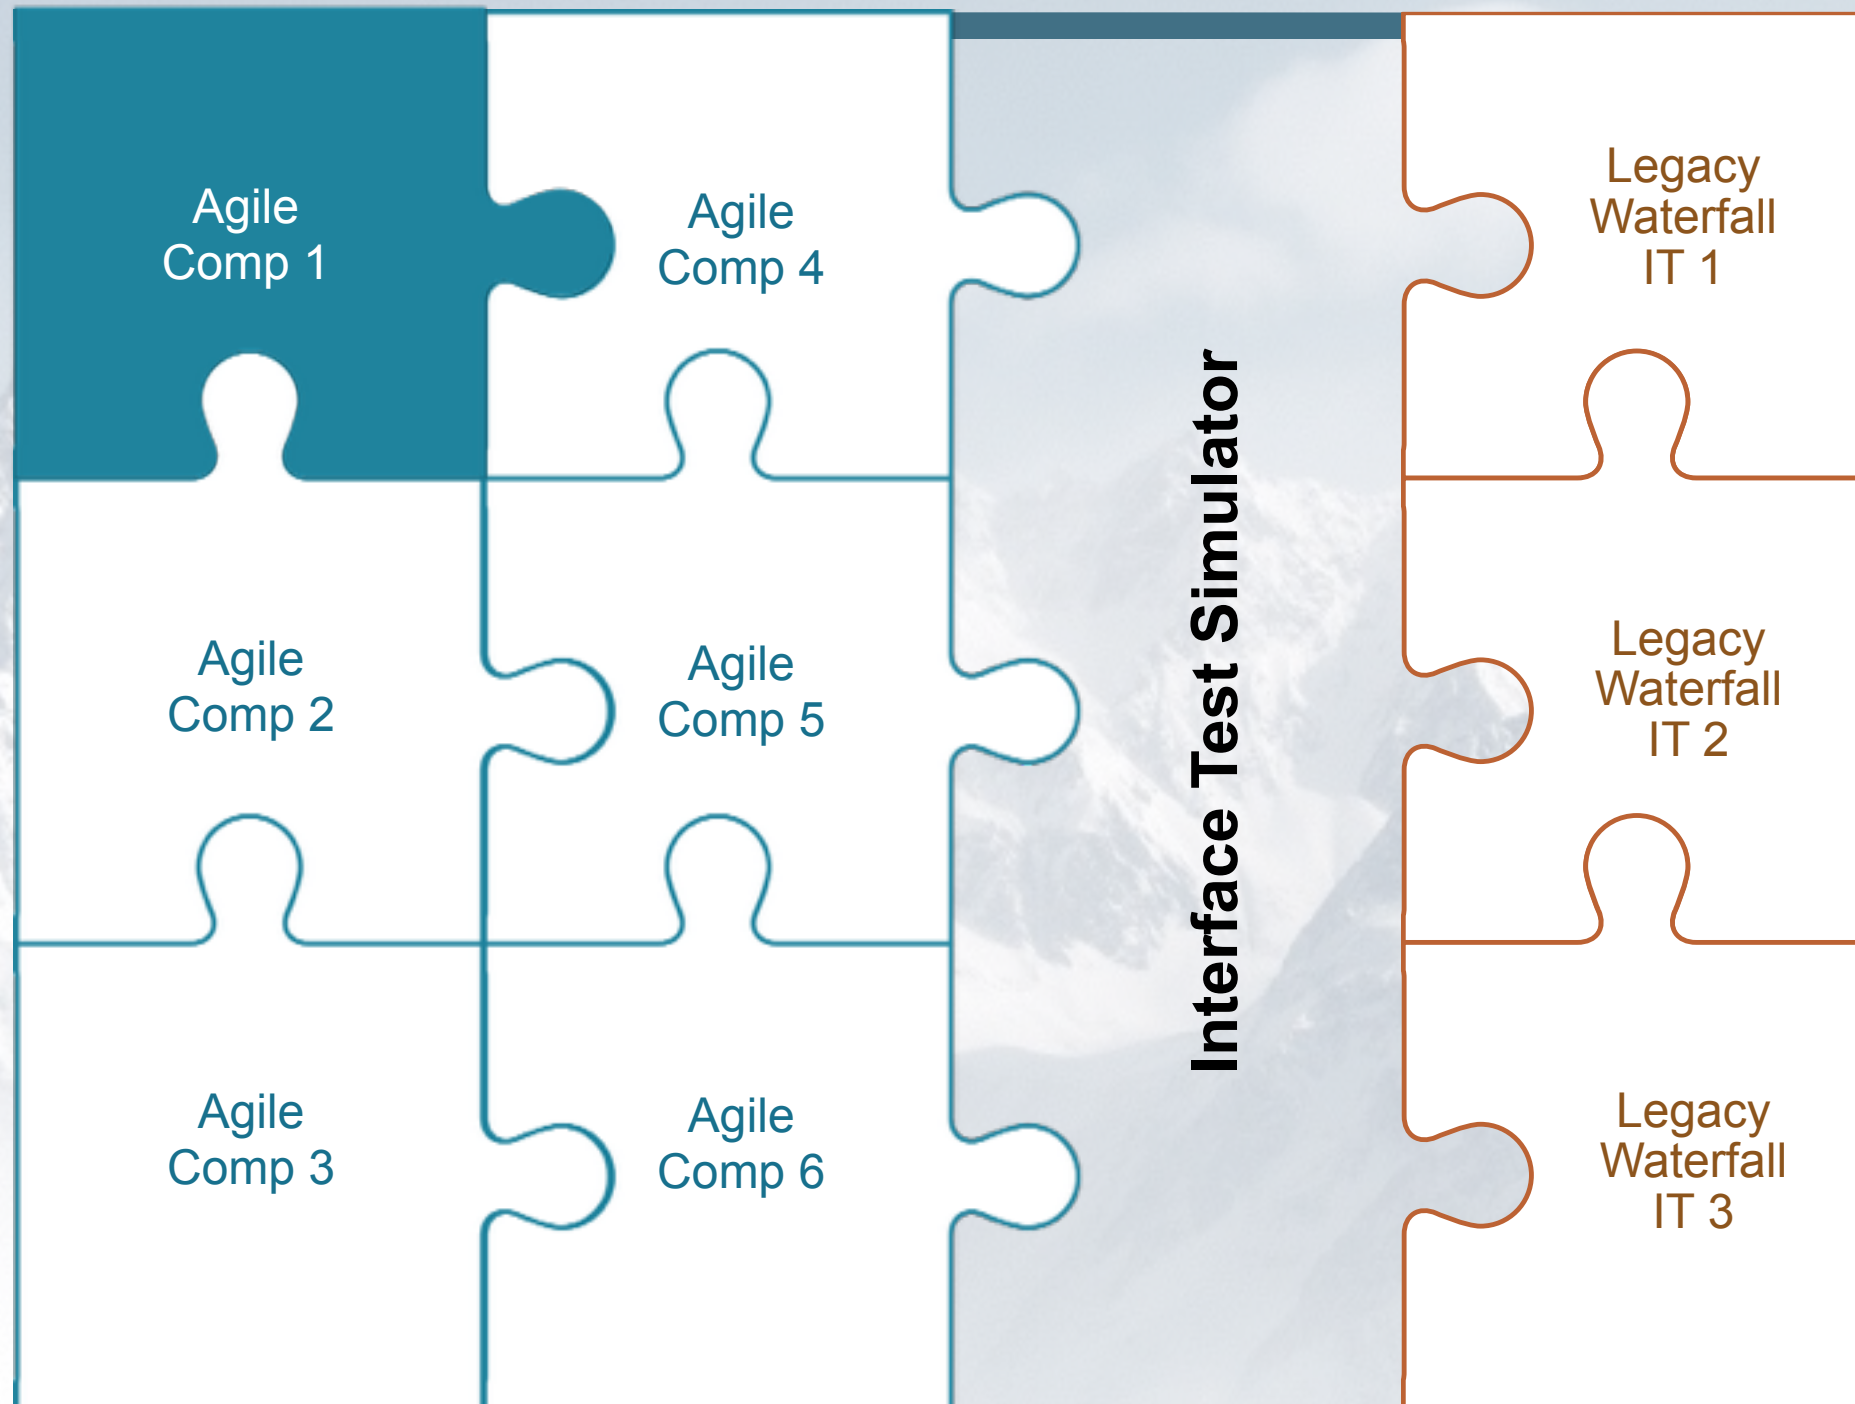 Agile
Comp 1
Agile
Comp 4
Legacy
Waterfall
IT 1
Agile
Comp 2
Agile
Comp 5
Interface Test Simulator
Legacy
Waterfall
IT 2
Agile
Comp 3
Agile
Comp 6
Legacy
Waterfall
IT 3